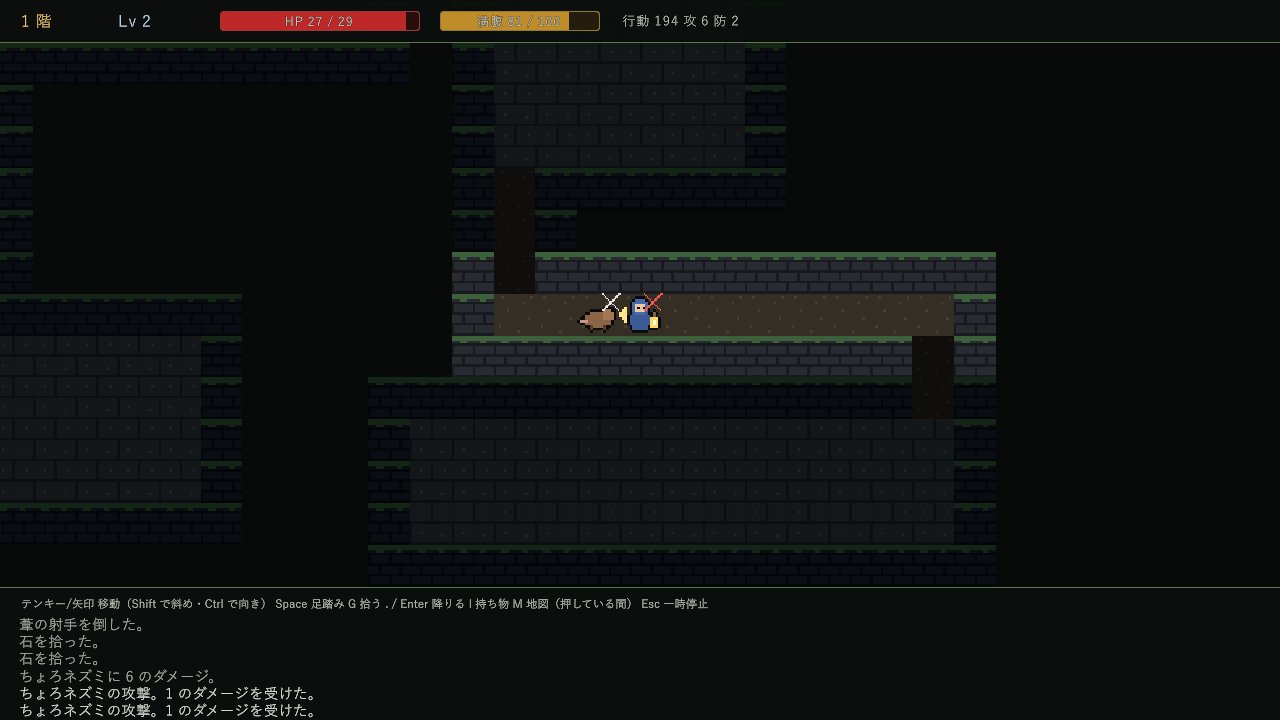 1 階 Lv 2 HP 27 / 29 満腹 81 / 100 行動 194 攻 6 防 2
テンキー/矢印 移動（Shift で斜め・Ctrl で向き） Space 足踏み G 拾う . / Enter 降りる I 持ち物 M 地図（押している間） Esc 一時停止
葦の射手を倒した。
石を拾った。
石を拾った。
ちょろネズミに 6 のダメージ。
ちょろネズミの攻撃。1 のダメージを受けた。
ちょろネズミの攻撃。1 のダメージを受けた。